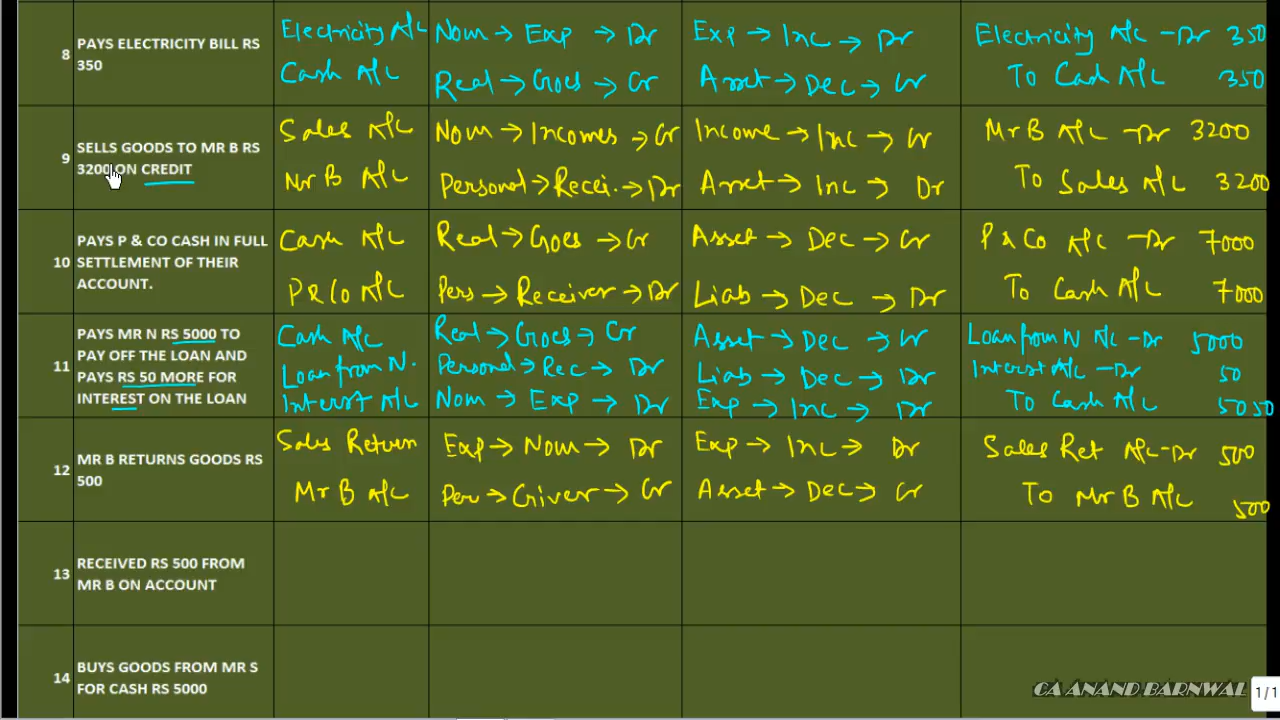 8
PAYS ELECTRICITY BILL RS
350
Electricity A/c
Cash A/c
Nom → Exp → Dr
Real → Goes → Cr
Exp → Inc → Dr
Asset → Dec → Cr
Electricity A/c - Dr 350
To Cash A/c 350
9
SELLS GOODS TO MR B RS
3200 ON CREDIT
Sales A/c
Mr B A/c
Nom → Incomes → Cr
Personal → Recei. → Dr
Income → Inc → Cr
Asset → Inc → Dr
Mr B A/c - Dr 3200
To Sales A/c 3200
10
PAYS P & CO CASH IN FULL
SETTLEMENT OF THEIR
ACCOUNT.
Cash A/c
P & Co A/c
Real → Goes → Cr
Pers → Receiver → Dr
Asset → Dec → Cr
Liab → Dec → Dr
P & Co A/c - Dr 7000
To Cash A/c 7000
11
PAYS MR N RS 5000 TO
PAY OFF THE LOAN AND
PAYS RS 50 MORE FOR
INTEREST ON THE LOAN
Cash A/c
Loan from N.
Interst A/c
Real → Goes → Cr
Personal → Rec → Dr
Nom → Exp → Dr
Asset → Dec → Cr
Liab → Dec → Dr
Exp → Inc → Dr
Loan from N A/c - Dr 5000
Interst A/c - Dr 50
To Cash A/c 5050
12
MR B RETURNS GOODS RS
500
Sales Return
Mr B A/c
Exp → Nom → Dr
Per → Giver → Cr
Exp → Inc → Dr
Asset → Dec → Cr
Sales Ret A/c - Dr 500
To Mr B A/c 500
13
RECEIVED RS 500 FROM
MR B ON ACCOUNT
14
BUYS GOODS FROM MR S
FOR CASH RS 5000
CA ANAND BARNWAL
1/1